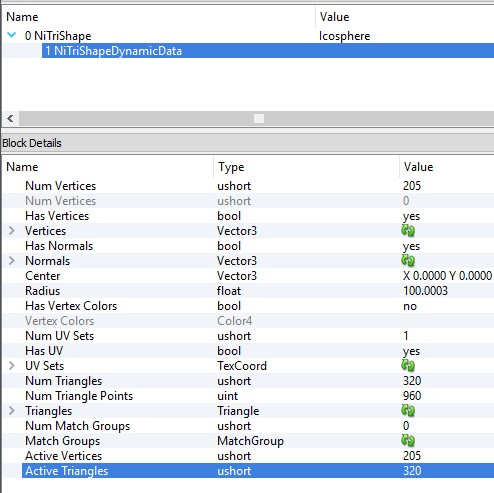 Name Value
0 NiTriShape Icosphere
1 NiTriShapeDynamicData
Block Details
Name Type Value
Num Vertices ushort 205
Num Vertices ushort 0
Has Vertices bool yes
Vertices Vector3
Has Normals bool yes
Normals Vector3
Center Vector3 X 0.0000 Y 0.0000
Radius float 100.0003
Has Vertex Colors bool no
Vertex Colors Color4
Num UV Sets ushort 1
Has UV bool yes
UV Sets TexCoord
Num Triangles ushort 320
Num Triangle Points uint 960
Triangles Triangle
Num Match Groups ushort 0
Match Groups MatchGroup
Active Vertices ushort 205
Active Triangles ushort 320